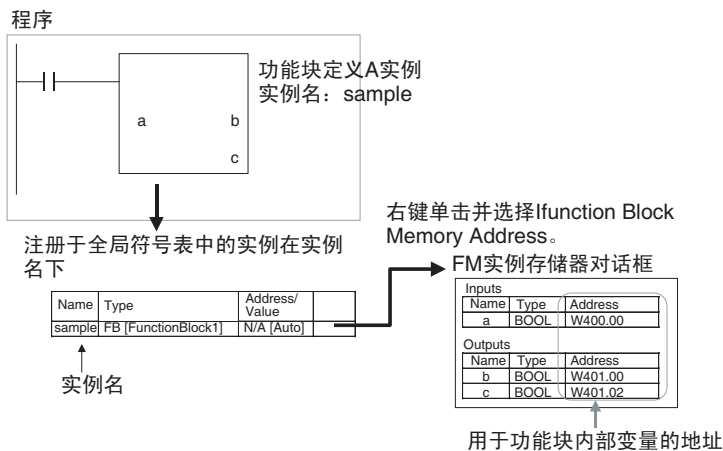 程序
功能块定义A实例
实例名：sample
a b
c
注册于全局符号表中的实例在实例
名下
Name Type Address/
Value
sample FB [FunctionBlock1] N/A [Auto]
实例名
右键单击并选择Ifunction Block
Memory Address。
FM实例存储器对话框
Inputs
Name Type Address
a BOOL W400.00
Outputs
Name Type Address
b BOOL W401.00
c BOOL W401.02
用于功能块内部变量的地址